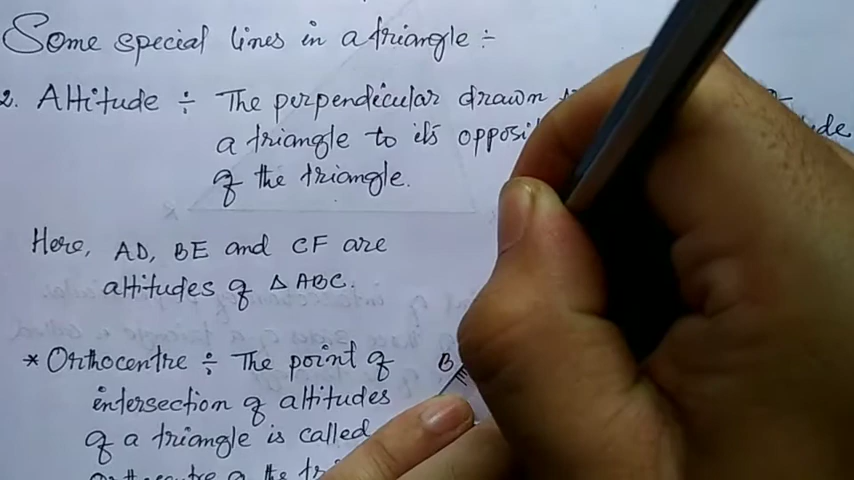 Some special lines in a triangle ÷
2. Altitude ÷ The perpendicular drawn
a triangle to its
of the triangle.
Here, AD, BE and CF are
altitudes of △ ABC.
* Orthocentre ÷ The point of
intersection of altitudes
of a triangle is called
B